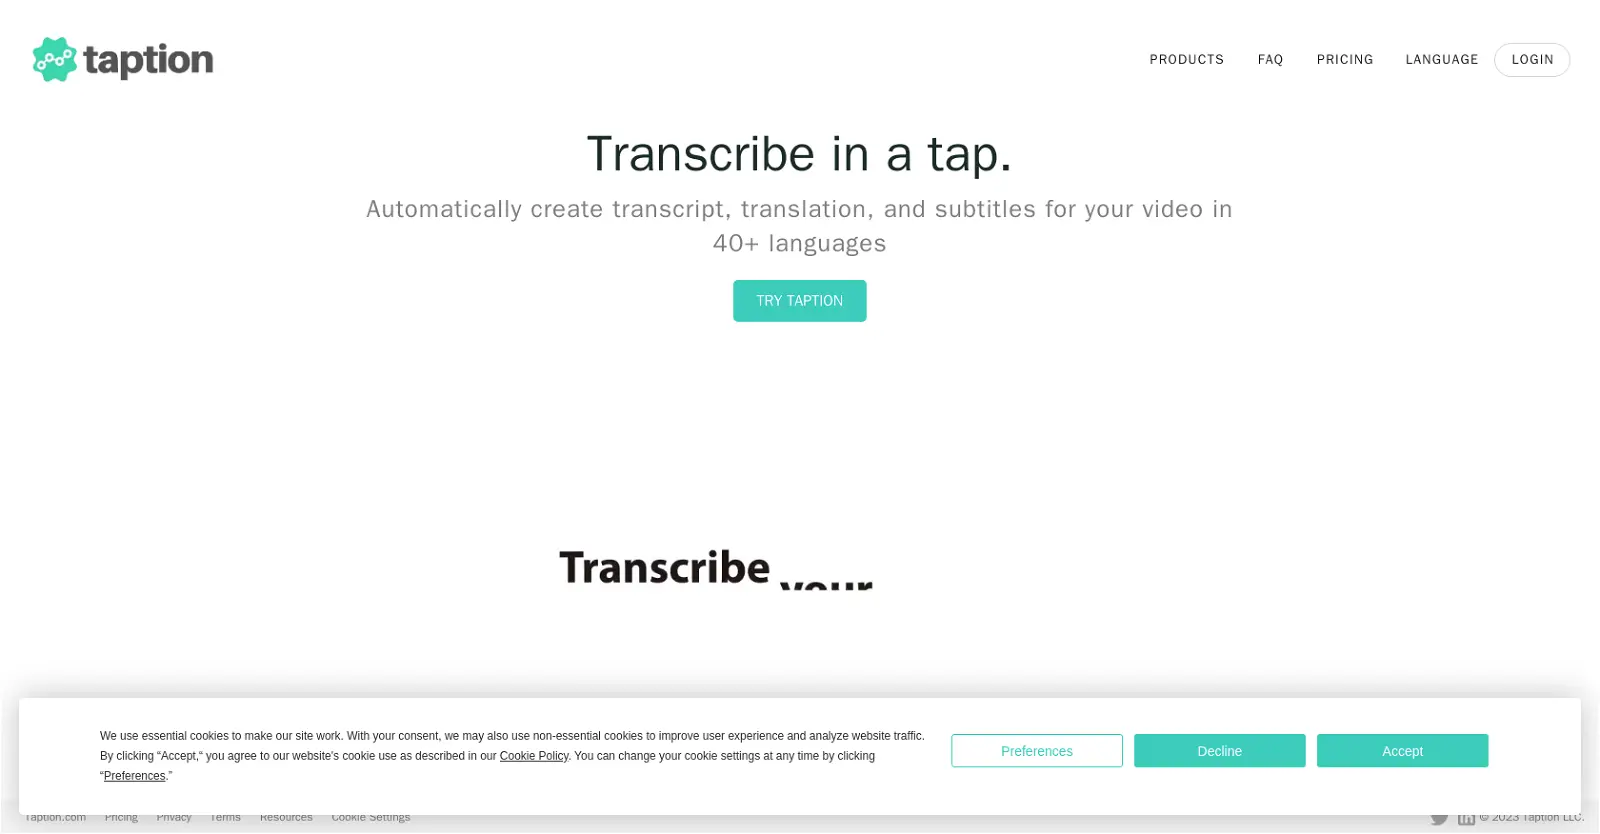 taption
PRODUCTS
FAQ
PRICING
LANGUAGE
LOGIN
Transcribe in a tap.
Automatically create transcript, translation, and subtitles for your video in
40+ languages
TRY TAPTION
Transcribe your
We use essential cookies to make our site work. With your consent, we may also use non-essential cookies to improve user experience and analyze website traffic.
By clicking “Accept,“ you agree to our website's cookie use as described in our Cookie Policy. You can change your cookie settings at any time by clicking
“Preferences.”
Preferences
Decline
Accept
Taption.com
Pricing
Privacy
Terms
Resources
Cookie Settings
© 2023 Taption LLC.